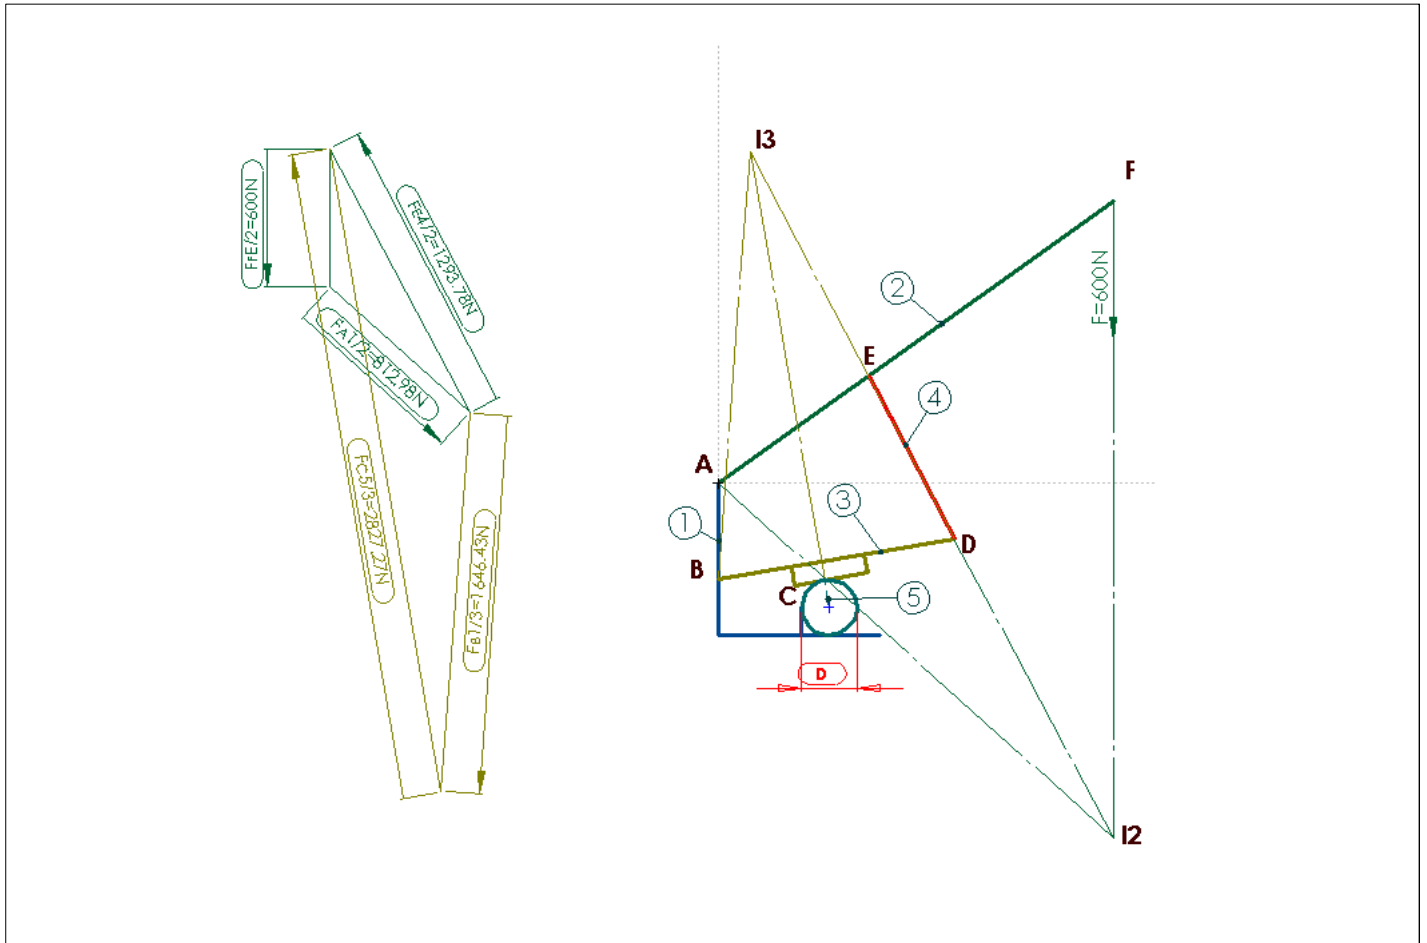 FfE/2=600N
FE4/2=1293.78N
FA1/2=812.98N
FC5/3=2827.27N
FB1/3=1646.43N
I3
F
F=600N
2
E
4
A
3
1
D
B
C
5
D
I2